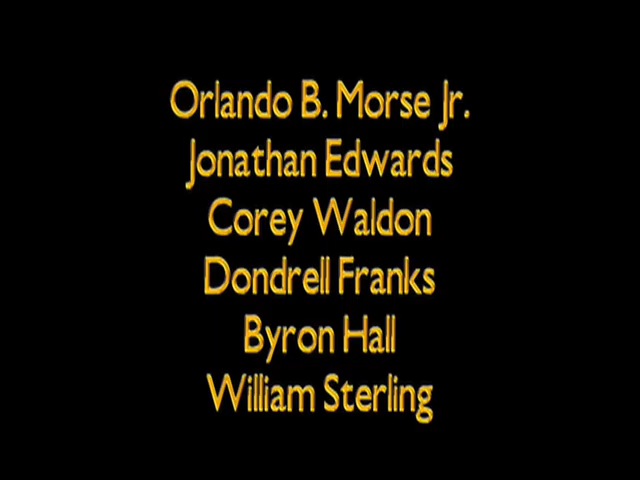 Orlando B. Morse Jr.
Jonathan Edwards
Corey Waldon
Dondrell Franks
Byron Hall
William Sterling